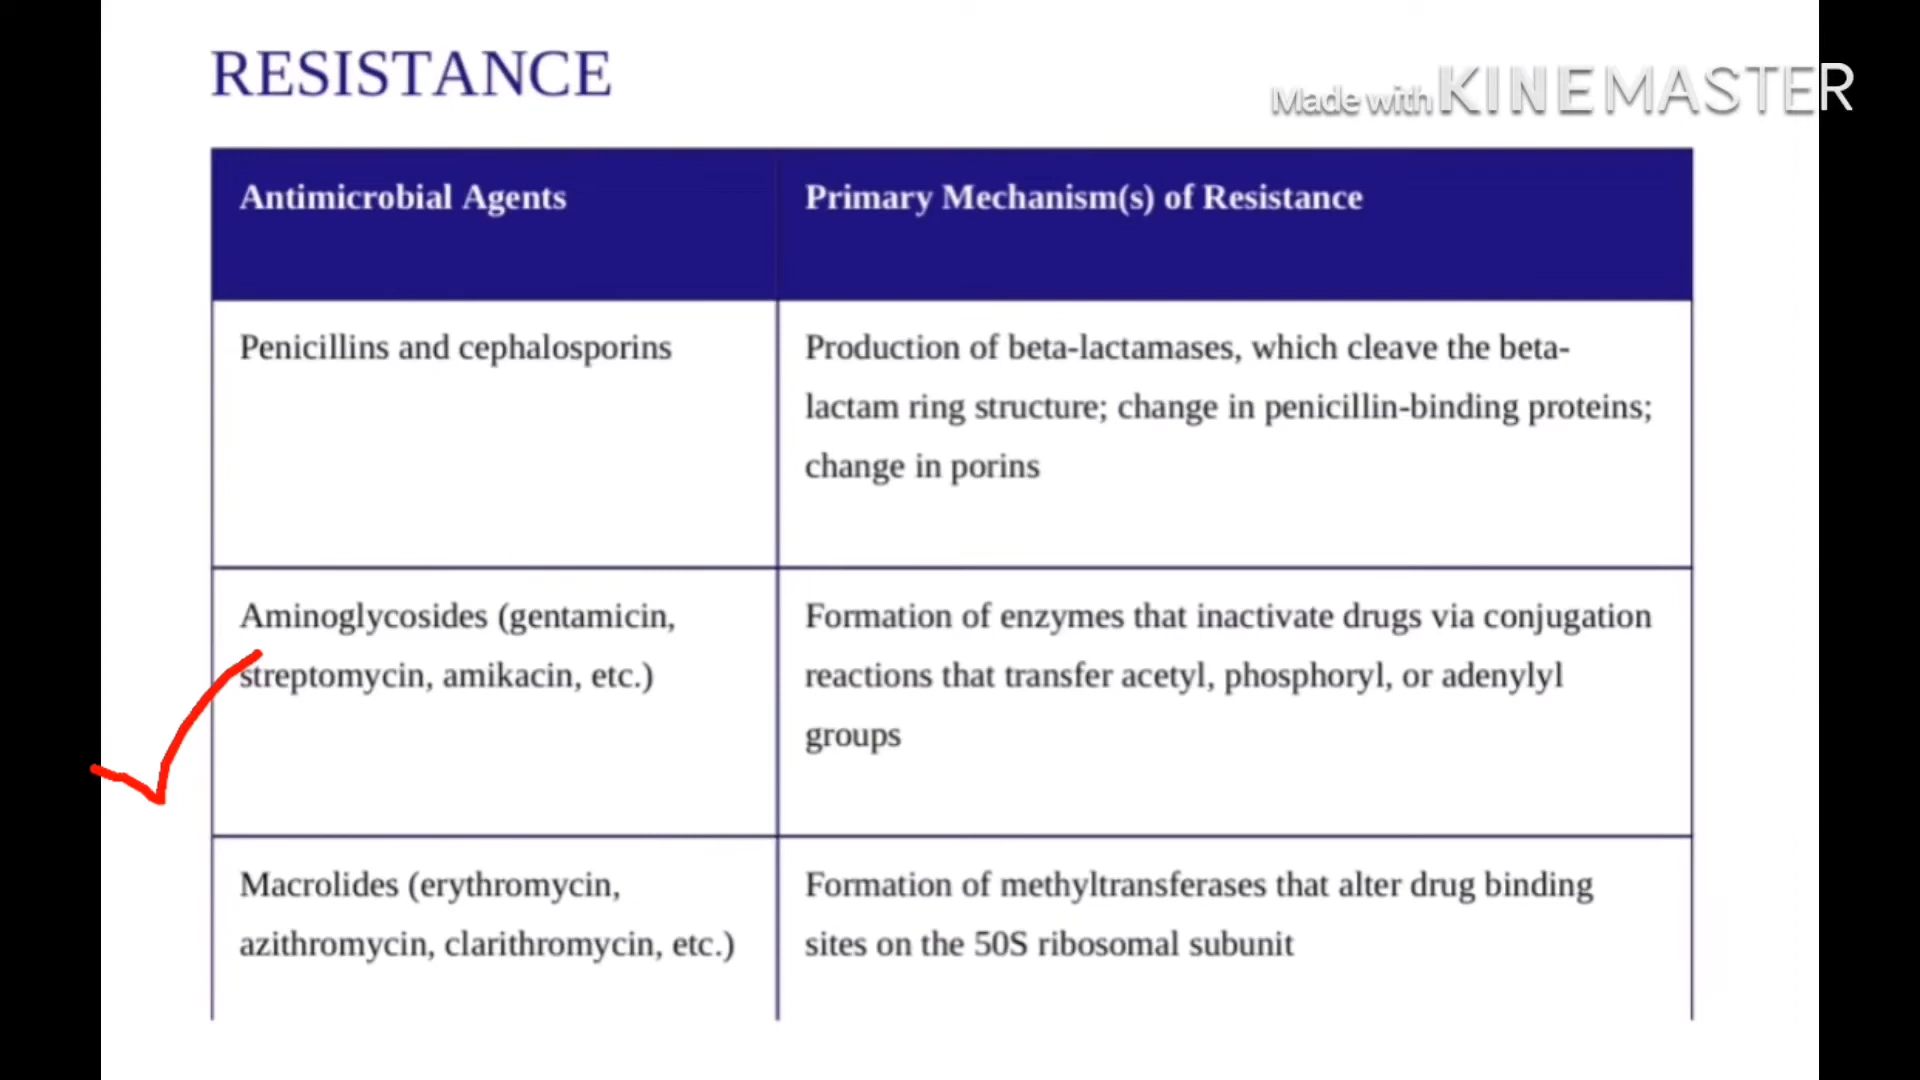 RESISTANCE
Made with KINEMASTER
Antimicrobial Agents
Primary Mechanism(s) of Resistance
Penicillins and cephalosporins
Production of beta-lactamases, which cleave the beta-
lactam ring structure; change in penicillin-binding proteins;
change in porins
Aminoglycosides (gentamicin,
streptomycin, amikacin, etc.)
Formation of enzymes that inactivate drugs via conjugation
reactions that transfer acetyl, phosphoryl, or adenylyl
groups
Macrolides (erythromycin,
azithromycin, clarithromycin, etc.)
Formation of methyltransferases that alter drug binding
sites on the 50S ribosomal subunit